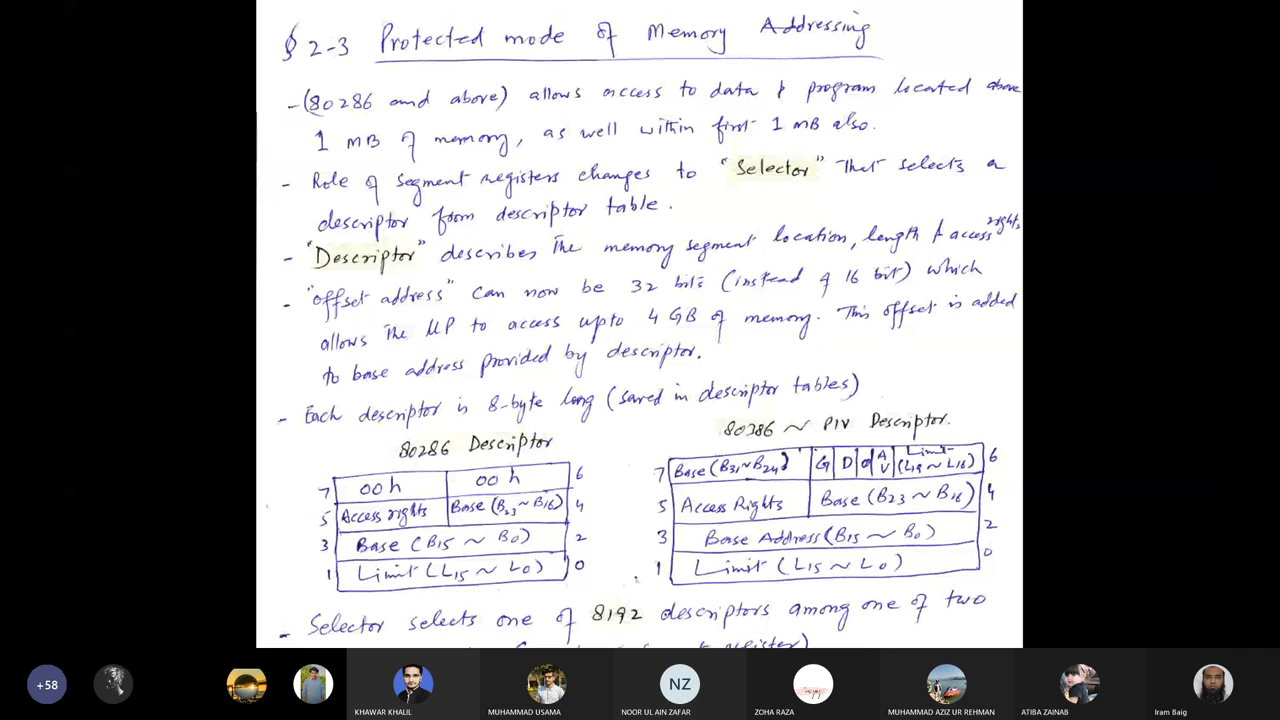 § 2-3 Protected mode of Memory Addressing
- (80286 and above) allows access to data & program located above
1 MB of memory, as well within first 1 MB also.
- Role of segment registers changes to "Selector" That selects a
descriptor from descriptor table.
- "Descriptor" describes The memory segment location, length & access rights
- "offset address" can now be 32 bits (instead of 16 bit) which
allows The MP to access upto 4 GB of memory. This offset is added
to base address provided by descriptor.
- Each descriptor is 8-byte long (saved in descriptor tables)
80286 Descriptor
7 00h 00h 6
5 Access rights Base (B23 ~ B16) 4
3 Base (B15 ~ B0) 2
1 Limit (L15 ~ L0) 0
80386 ~ PIV Descriptor.
7 Base (B31 ~ B24) G D 0 AV Limit (L19 ~ L16) 6
5 Access Rights Base (B23 ~ B16) 4
3 Base Address (B15 ~ B0) 2
1 Limit (L15 ~ L0) 0
- Selector selects one of 8192 descriptors among one of two
register)
+58
NZ
KHAWAR KHALIL
MUHAMMAD USAMA
NOOR UL AIN ZAFAR
ZOHA RAZA
MUHAMMAD AZIZ UR REHMAN
ATIBA ZAINAB
Iram Baig